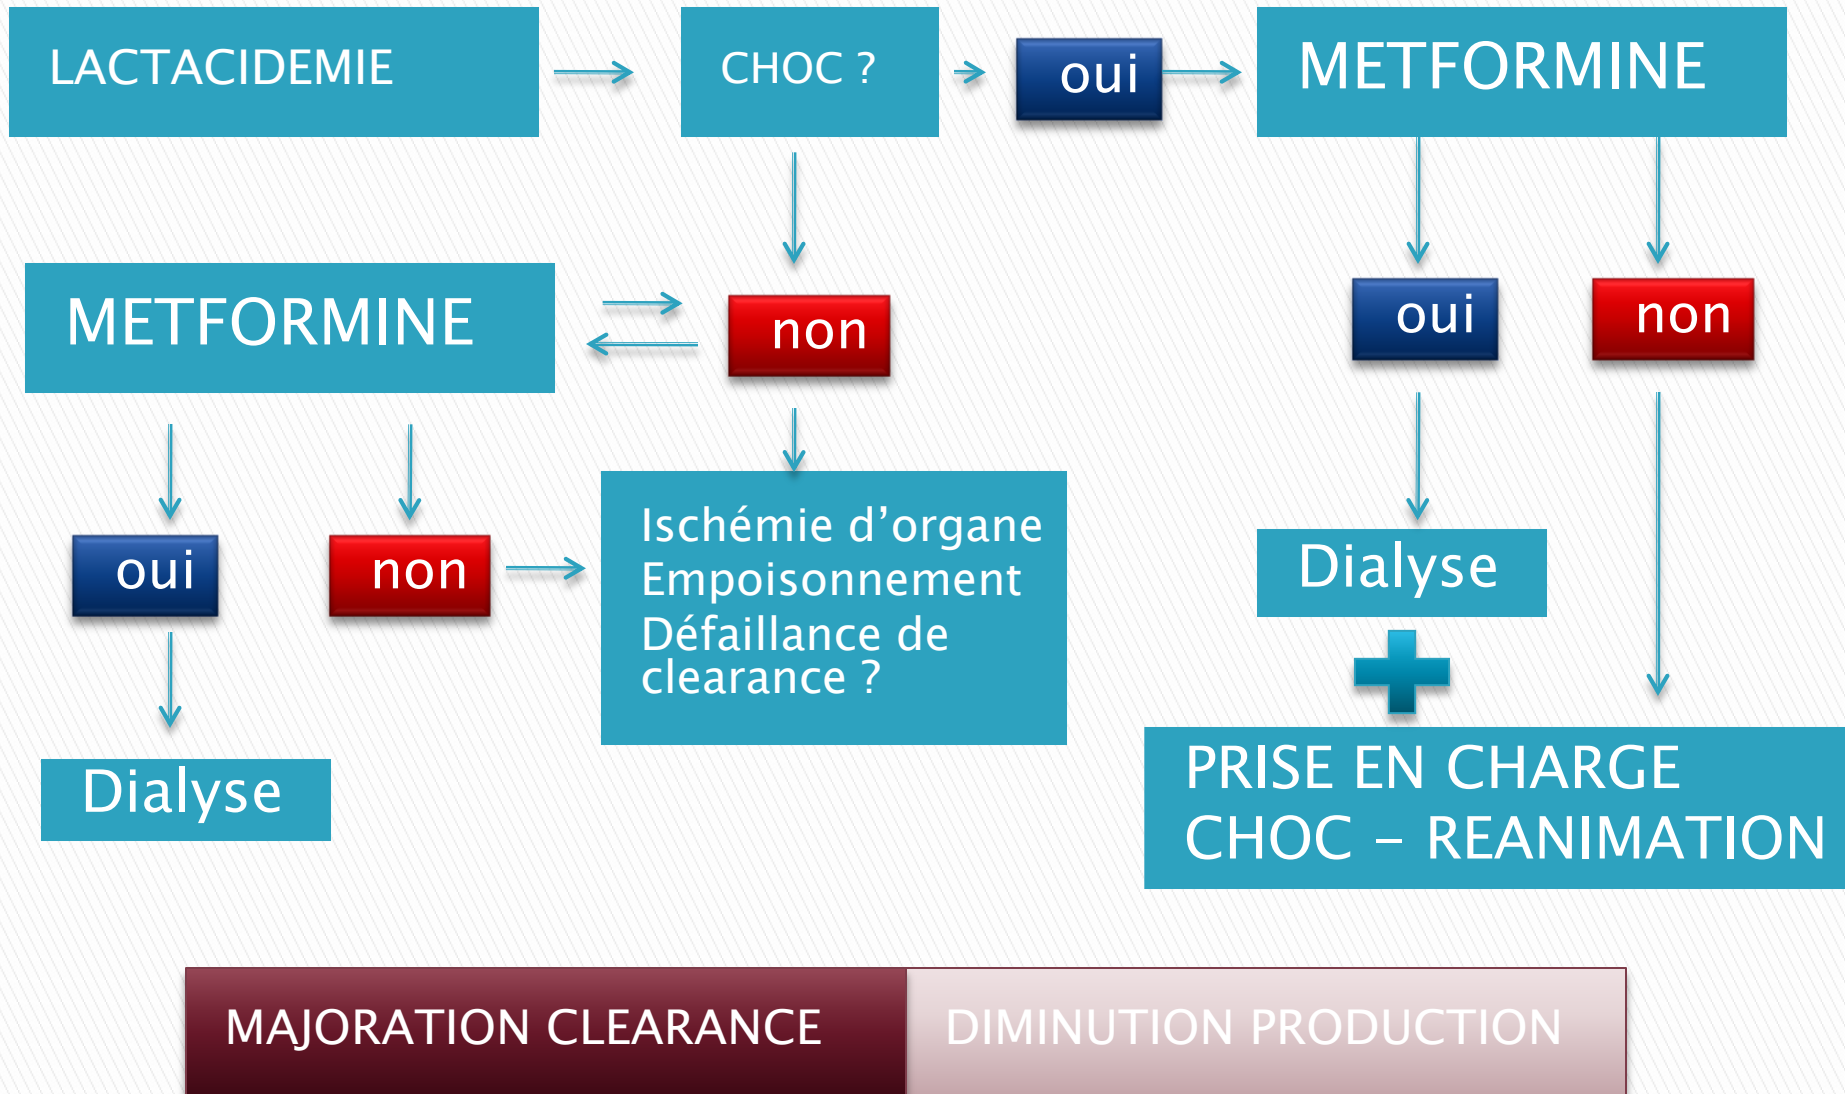 LACTACIDEMIE
CHOC ?
oui
METFORMINE
METFORMINE
non
oui
non
oui
non
Ischémie d’organe
Empoisonnement
Défaillance de
clearance ?
Dialyse
Dialyse
PRISE EN CHARGE
CHOC – REANIMATION
MAJORATION CLEARANCE
DIMINUTION PRODUCTION